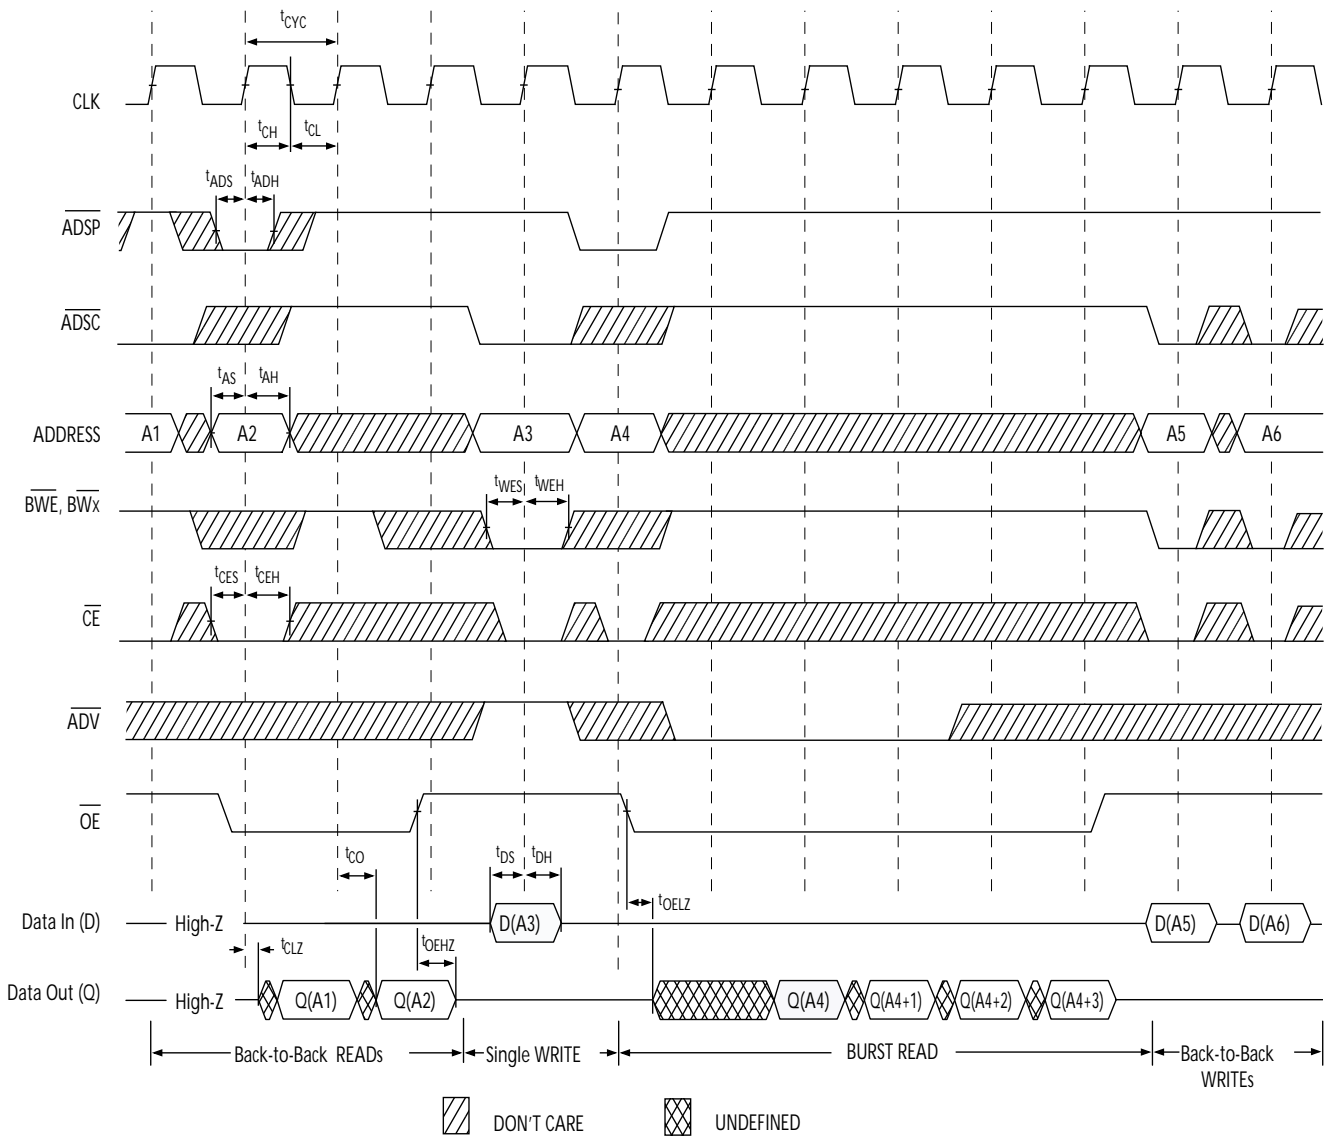 tCYC
CLK
tCH tCL
tADS tADH
ADSP
ADSC
tAS tAH
ADDRESS A1 A2 A3 A4 A5 A6
tWES tWEH
BWE, BWx
tCES tCEH
CE
ADV
OE
tCO tDS tDH
tOELZ
Data In (D) High-Z D(A3) D(A5) D(A6)
tCLZ tOEHZ
Data Out (Q) High-Z Q(A1) Q(A2) Q(A4) Q(A4+1) Q(A4+2) Q(A4+3)
Back-to-Back READs Single WRITE BURST READ Back-to-Back
WRITEs
DON'T CARE UNDEFINED